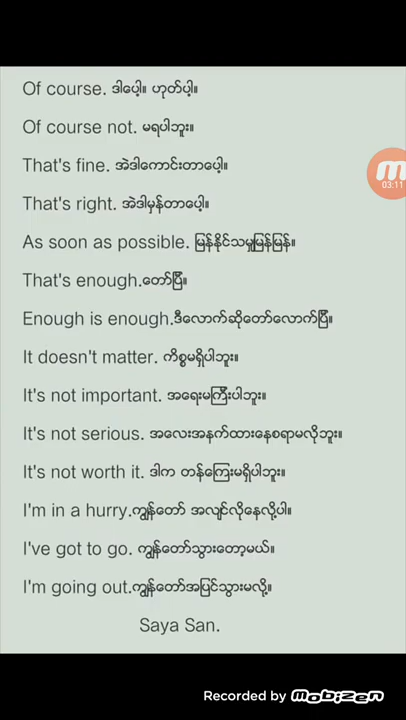 Of course. ဒါပေါ့။ ဟုတ်ပါ့။
Of course not. မရပါဘူး။
That's fine. အဲဒါကောင်းတာပေါ့။
That's right. အဲဒါမှန်တာပေါ့။
As soon as possible. မြန်နိုင်သမျှမြန်မြန်။
That's enough.တော်ပြီ။
Enough is enough.ဒီလောက်ဆိုတော်လောက်ပြီ။
It doesn't matter. ကိစ္စမရှိပါဘူး။
It's not important. အရေးမကြီးပါဘူး။
It's not serious. အလေးအနက်ထားနေစရာမလိုဘူး။
It's not worth it. ဒါက တန်ကြေးမရှိပါဘူး။
I'm in a hurry.ကျွန်တော် အလျင်လိုနေလို့ပါ။
I've got to go. ကျွန်တော်သွားတော့မယ်။
I'm going out.ကျွန်တော်အပြင်သွားမလို့။
Saya San.
03:11
Recorded by mobizen